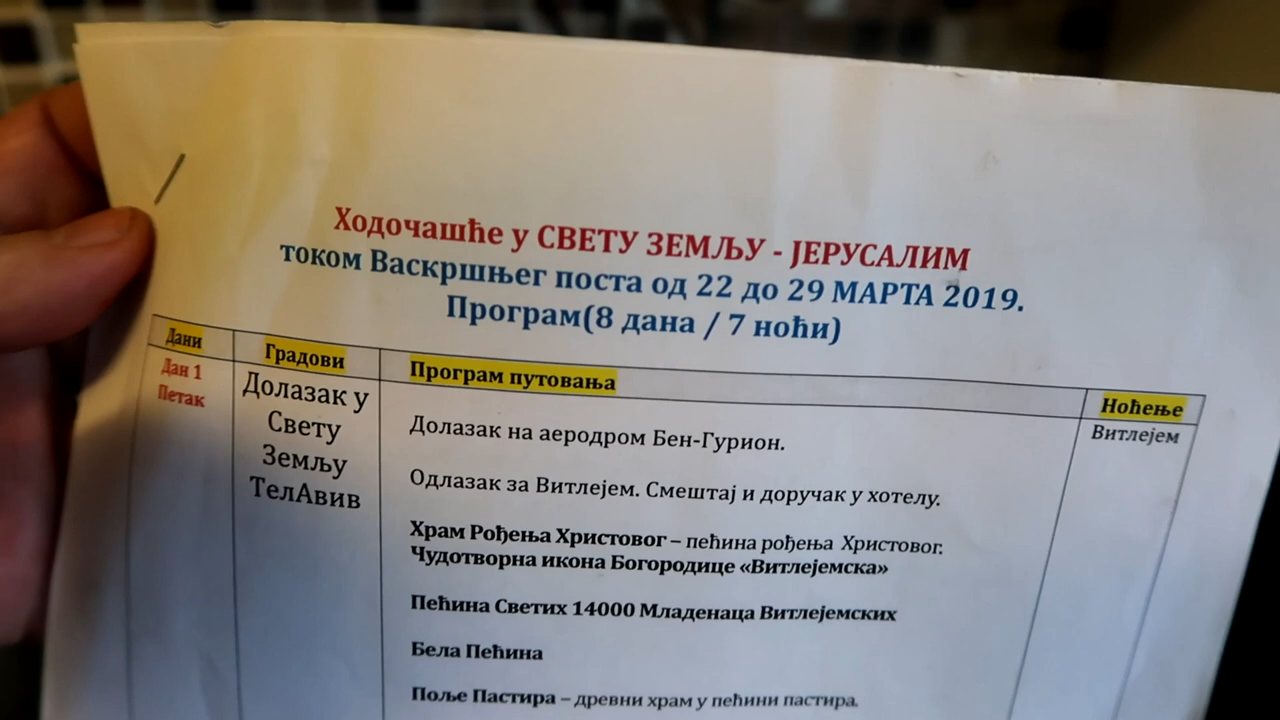 Ходочашће у СВЕТУ ЗЕМЉУ - ЈЕРУСАЛИМ
током Васкршњег поста од 22 до 29 МАРТА 2019.
Програм(8 дана / 7 ноћи)
Дани
Градови
Програм путовања
Ноћење
Дан 1
Петак
Долазак у
Свету
Земљу
ТелАвив
Долазак на аеродром Бен-Гурион.
Одлазак за Витлејем. Смештај и доручак у хотелу.
Храм Рођења Христовог – пећина рођења Христовог.
Чудотворна икона Богородице «Витлејемска»
Пећина Светих 14000 Младенаца Витлејемских
Бела Пећина
Поље Пастира – древни храм у пећини пастира.
Витлејем